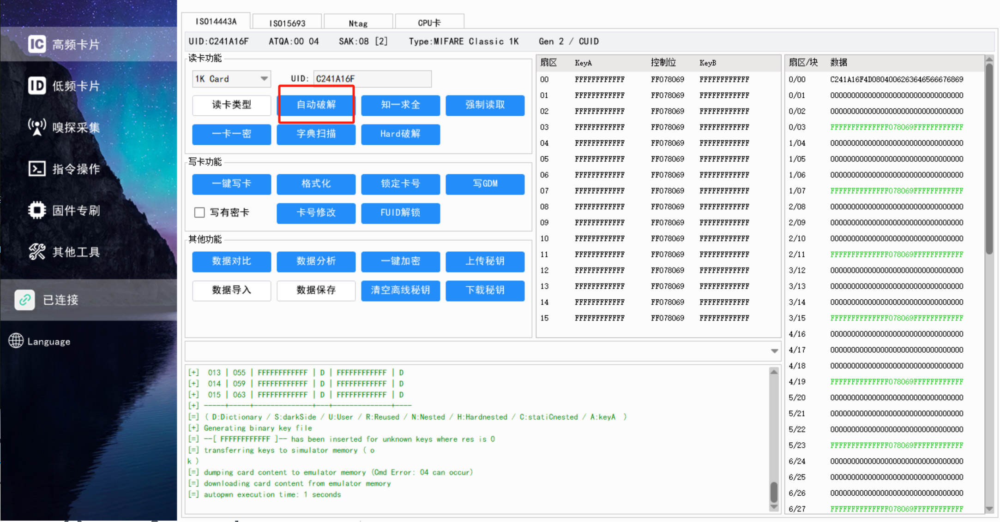 IC 高频卡片
ID 低频卡片
嗅探采集
指令操作
固件专刷
其他工具
已连接
Language
ISO14443A ISO15693 Ntag CPU卡
UID:C241A16F ATQA:00 04 SAK:08 [2] Type:MIFARE Classic 1K Gen 2 / CUID
读卡功能
1K Card UID: C241A16F
读卡类型 自动破解 知一求全 强制读取
一卡一密 字典扫描 Hard破解
写卡功能
一键写卡 格式化 锁定卡号 写GDM
写有密卡 卡号修改 FUID解锁
其他功能
数据对比 数据分析 一键加密 上传秘钥
数据导入 数据保存 清空离线秘钥 下载秘钥
扇区 KeyA 控制位 KeyB
00 FFFFFFFFFFFF FF078069 FFFFFFFFFFFF
01 FFFFFFFFFFFF FF078069 FFFFFFFFFFFF
02 FFFFFFFFFFFF FF078069 FFFFFFFFFFFF
03 FFFFFFFFFFFF FF078069 FFFFFFFFFFFF
04 FFFFFFFFFFFF FF078069 FFFFFFFFFFFF
05 FFFFFFFFFFFF FF078069 FFFFFFFFFFFF
06 FFFFFFFFFFFF FF078069 FFFFFFFFFFFF
07 FFFFFFFFFFFF FF078069 FFFFFFFFFFFF
08 FFFFFFFFFFFF FF078069 FFFFFFFFFFFF
09 FFFFFFFFFFFF FF078069 FFFFFFFFFFFF
10 FFFFFFFFFFFF FF078069 FFFFFFFFFFFF
11 FFFFFFFFFFFF FF078069 FFFFFFFFFFFF
12 FFFFFFFFFFFF FF078069 FFFFFFFFFFFF
13 FFFFFFFFFFFF FF078069 FFFFFFFFFFFF
14 FFFFFFFFFFFF FF078069 FFFFFFFFFFFF
15 FFFFFFFFFFFF FF078069 FFFFFFFFFFFF
[+] 013 | 055 | FFFFFFFFFFFF | D | FFFFFFFFFFFF | D
[+] 014 | 059 | FFFFFFFFFFFF | D | FFFFFFFFFFFF | D
[+] 015 | 063 | FFFFFFFFFFFF | D | FFFFFFFFFFFF | D
[+] -----+-----+--------------+---+--------------+----
[=] ( D:Dictionary / S:darkSide / U:User / R:Reused / N:Nested / H:Hardnested / C:statiCnested / A:keyA )
[+] Generating binary key file
[=] --[ FFFFFFFFFFFF ]-- has been inserted for unknown keys where res is 0
[=] transferring keys to simulator memory ( o
k )
[=] dumping card content to emulator memory (Cmd Error: 04 can occur)
[=] downloading card content from emulator memory
[=] autopwn execution time: 1 seconds
扇区/块 数据
0/00 C241A16F4D0804006263646566676869
0/01 00000000000000000000000000000000
0/02 00000000000000000000000000000000
0/03 FFFFFFFFFFFFFF078069FFFFFFFFFFFF
1/04 00000000000000000000000000000000
1/05 00000000000000000000000000000000
1/06 00000000000000000000000000000000
1/07 FFFFFFFFFFFFFF078069FFFFFFFFFFFF
2/08 00000000000000000000000000000000
2/09 00000000000000000000000000000000
2/10 00000000000000000000000000000000
2/11 FFFFFFFFFFFFFF078069FFFFFFFFFFFF
3/12 00000000000000000000000000000000
3/13 00000000000000000000000000000000
3/14 00000000000000000000000000000000
3/15 FFFFFFFFFFFFFF078069FFFFFFFFFFFF
4/16 00000000000000000000000000000000
4/17 00000000000000000000000000000000
4/18 00000000000000000000000000000000
4/19 FFFFFFFFFFFFFF078069FFFFFFFFFFFF
5/20 00000000000000000000000000000000
5/21 00000000000000000000000000000000
5/22 00000000000000000000000000000000
5/23 FFFFFFFFFFFFFF078069FFFFFFFFFFFF
6/24 00000000000000000000000000000000
6/25 00000000000000000000000000000000
6/26 00000000000000000000000000000000
6/27 FFFFFFFFFFFFFF078069FFFFFFFFFFFF